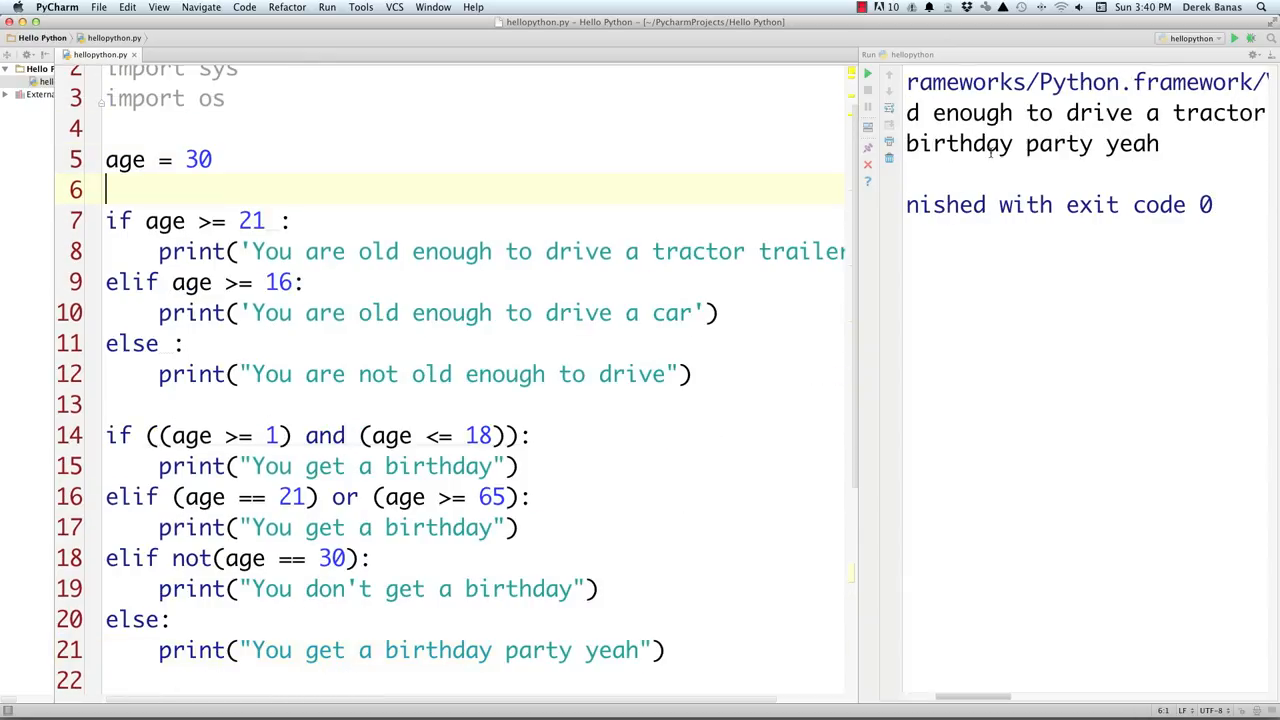 PyCharm File Edit View Navigate Code Refactor Run Tools VCS Window Help 10 Sun 3:40 PM Derek Banas
hellopython.py - Hello Python - [~/PycharmProjects/Hello Python]
Hello Python hellopython.py hellopython
hellopython.py Run hellopython
Hello P
hell
Externa
2 import sys
3 import os
4
5 age = 30
6
7 if age >= 21 :
8 print('You are old enough to drive a tractor trailer
9 elif age >= 16:
10 print('You are old enough to drive a car')
11 else :
12 print("You are not old enough to drive")
13
14 if ((age >= 1) and (age <= 18)):
15 print("You get a birthday")
16 elif (age == 21) or (age >= 65):
17 print("You get a birthday")
18 elif not(age == 30):
19 print("You don't get a birthday")
20 else:
21 print("You get a birthday party yeah")
22
rameworks/Python.framework/V
d enough to drive a tractor
birthday party yeah
nished with exit code 0
6:1 LF UTF-8